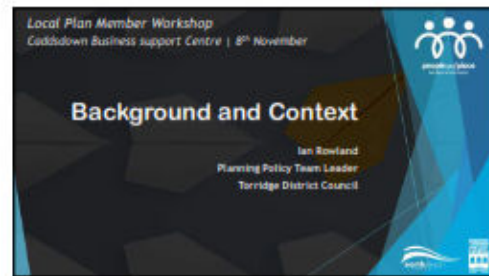 Local Plan Member Workshop
Caddsdown Business support Centre | 8th November
Background and Context
Ian Rowland
Planning Policy Team Leader
Torridge District Council